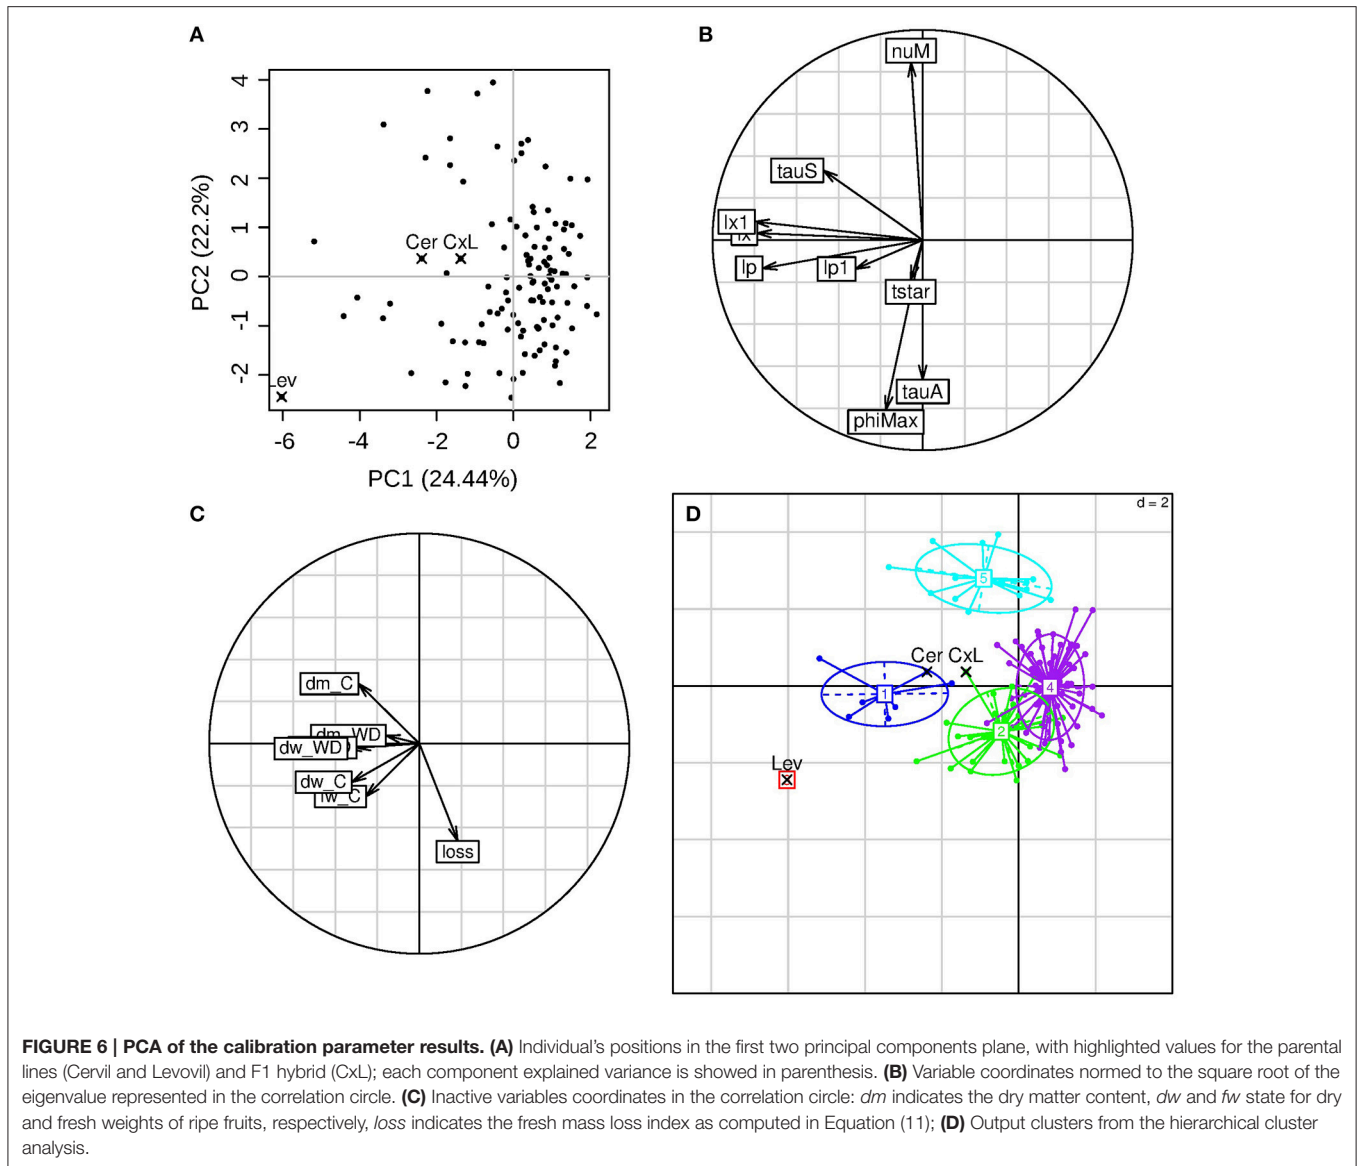 A
4
3
2
1
0
-1
-2
PC2 (22.2%)
Cer CxL
-6
-4
-2
0
2
PC1 (24.44%)
B
nuM
tauS
lx1
lx
lp
lp1
tstar
tauA
phiMax
C
dm_C
dm_WD
dw_WD
dw_C
fw_C
loss
D
d = 2
5
Cer CxL
1
4
2
Lev
FIGURE 6 | PCA of the calibration parameter results. (A) Individual's positions in the first two principal components plane, with highlighted values for the parental
lines (Cervil and Levovil) and F1 hybrid (CxL); each component explained variance is showed in parenthesis. (B) Variable coordinates normed to the square root of the
eigenvalue represented in the correlation circle. (C) Inactive variables coordinates in the correlation circle: dm indicates the dry matter content, dw and fw state for dry
and fresh weights of ripe fruits, respectively, loss indicates the fresh mass loss index as computed in Equation (11); (D) Output clusters from the hierarchical cluster
analysis.